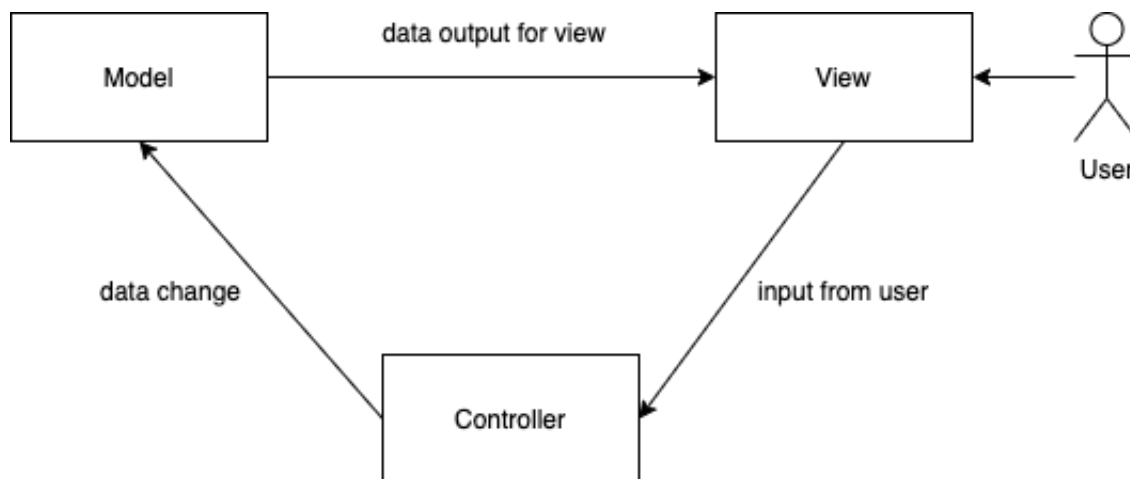 data output for view
Model
View
User
data change
input from user
Controller